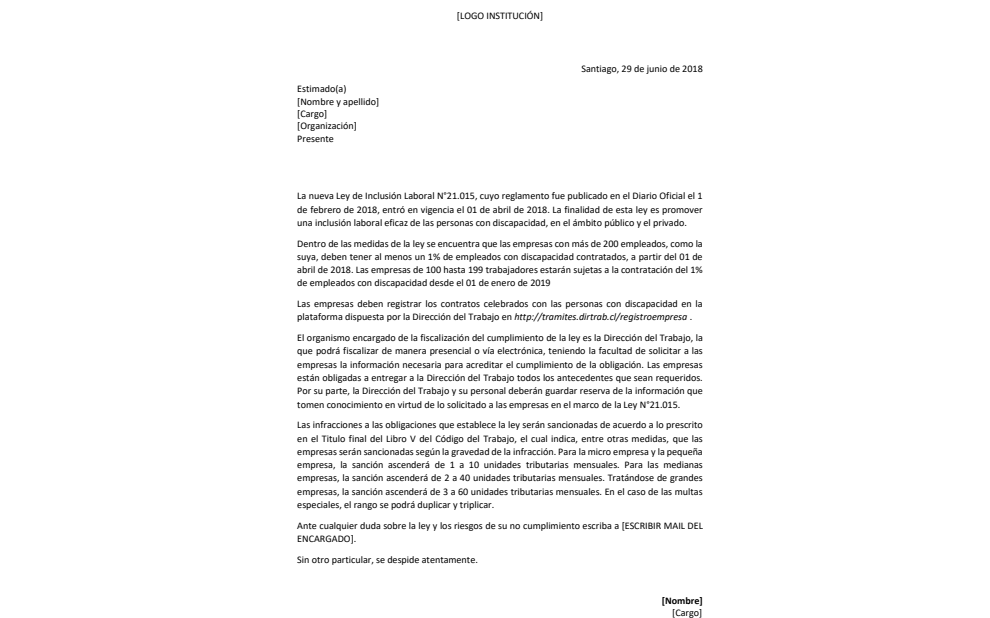 [LOGO INSTITUCIÓN]
Santiago, 29 de junio de 2018
Estimado(a)
[Nombre y apellido]
[Cargo]
[Organización]
Presente
La nueva Ley de Inclusión Laboral N°21.015, cuyo reglamento fue publicado en el Diario Oficial el 1
de febrero de 2018, entró en vigencia el 01 de abril de 2018. La finalidad de esta ley es promover
una inclusión laboral eficaz de las personas con discapacidad, en el ámbito público y el privado.
Dentro de las medidas de la ley se encuentra que las empresas con más de 200 empleados, como la
suya, deben tener al menos un 1% de empleados con discapacidad contratados, a partir del 01 de
abril de 2018. Las empresas de 100 hasta 199 trabajadores estarán sujetas a la contratación del 1%
de empleados con discapacidad desde el 01 de enero de 2019
Las empresas deben registrar los contratos celebrados con las personas con discapacidad en la
plataforma dispuesta por la Dirección del Trabajo en http://tramites.dirtrab.cl/registroempresa .
El organismo encargado de la fiscalización del cumplimiento de la ley es la Dirección del Trabajo, la
que podrá fiscalizar de manera presencial o vía electrónica, teniendo la facultad de solicitar a las
empresas la información necesaria para acreditar el cumplimiento de la obligación. Las empresas
están obligadas a entregar a la Dirección del Trabajo todos los antecedentes que sean requeridos.
Por su parte, la Dirección del Trabajo y su personal deberán guardar reserva de la información que
tomen conocimiento en virtud de lo solicitado a las empresas en el marco de la Ley N°21.015.
Las infracciones a las obligaciones que establece la ley serán sancionadas de acuerdo a lo prescrito
en el Titulo final del Libro V del Código del Trabajo, el cual indica, entre otras medidas, que las
empresas serán sancionadas según la gravedad de la infracción. Para la micro empresa y la pequeña
empresa, la sanción ascenderá de 1 a 10 unidades tributarias mensuales. Para las medianas
empresas, la sanción ascenderá de 2 a 40 unidades tributarias mensuales. Tratándose de grandes
empresas, la sanción ascenderá de 3 a 60 unidades tributarias mensuales. En el caso de las multas
especiales, el rango se podrá duplicar y triplicar.
Ante cualquier duda sobre la ley y los riesgos de su no cumplimiento escriba a [ESCRIBIR MAIL DEL
ENCARGADO].
Sin otro particular, se despide atentamente.
[Nombre]
[Cargo]